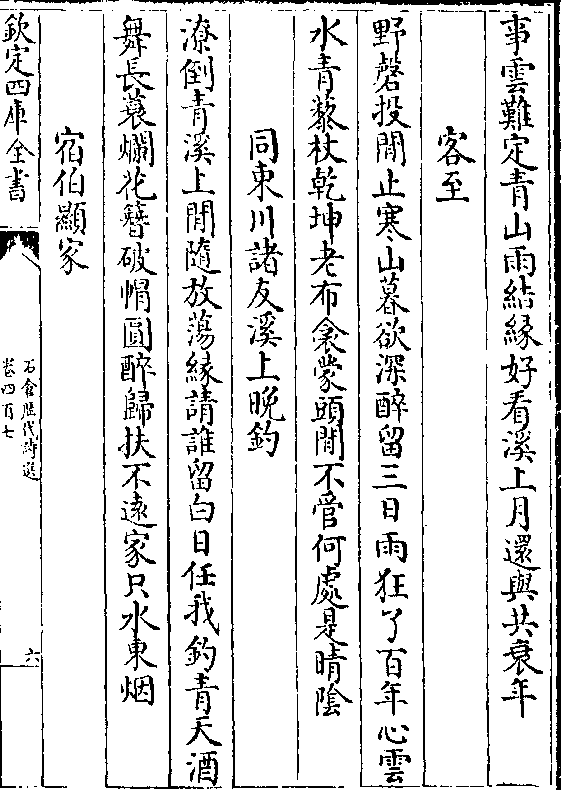 事雲難定青山雨結縁好看溪上月還與共衰年
客至
野磬投閒止寒山暮欲深醉留三日雨狂了百年心雲
水青藜杖乾坤老布衾蒙頭閒不管何處是晴陰
同東川諸友溪上晚釣
潦倒青溪上閒隨放蕩緣請誰留白日任我釣青天酒
舞長蓑爛花簪破帽圓醉歸扶不逺家只水東烟
宿伯顯家
欽定四庫全書
石倉歴代詩選
卷四百七
六